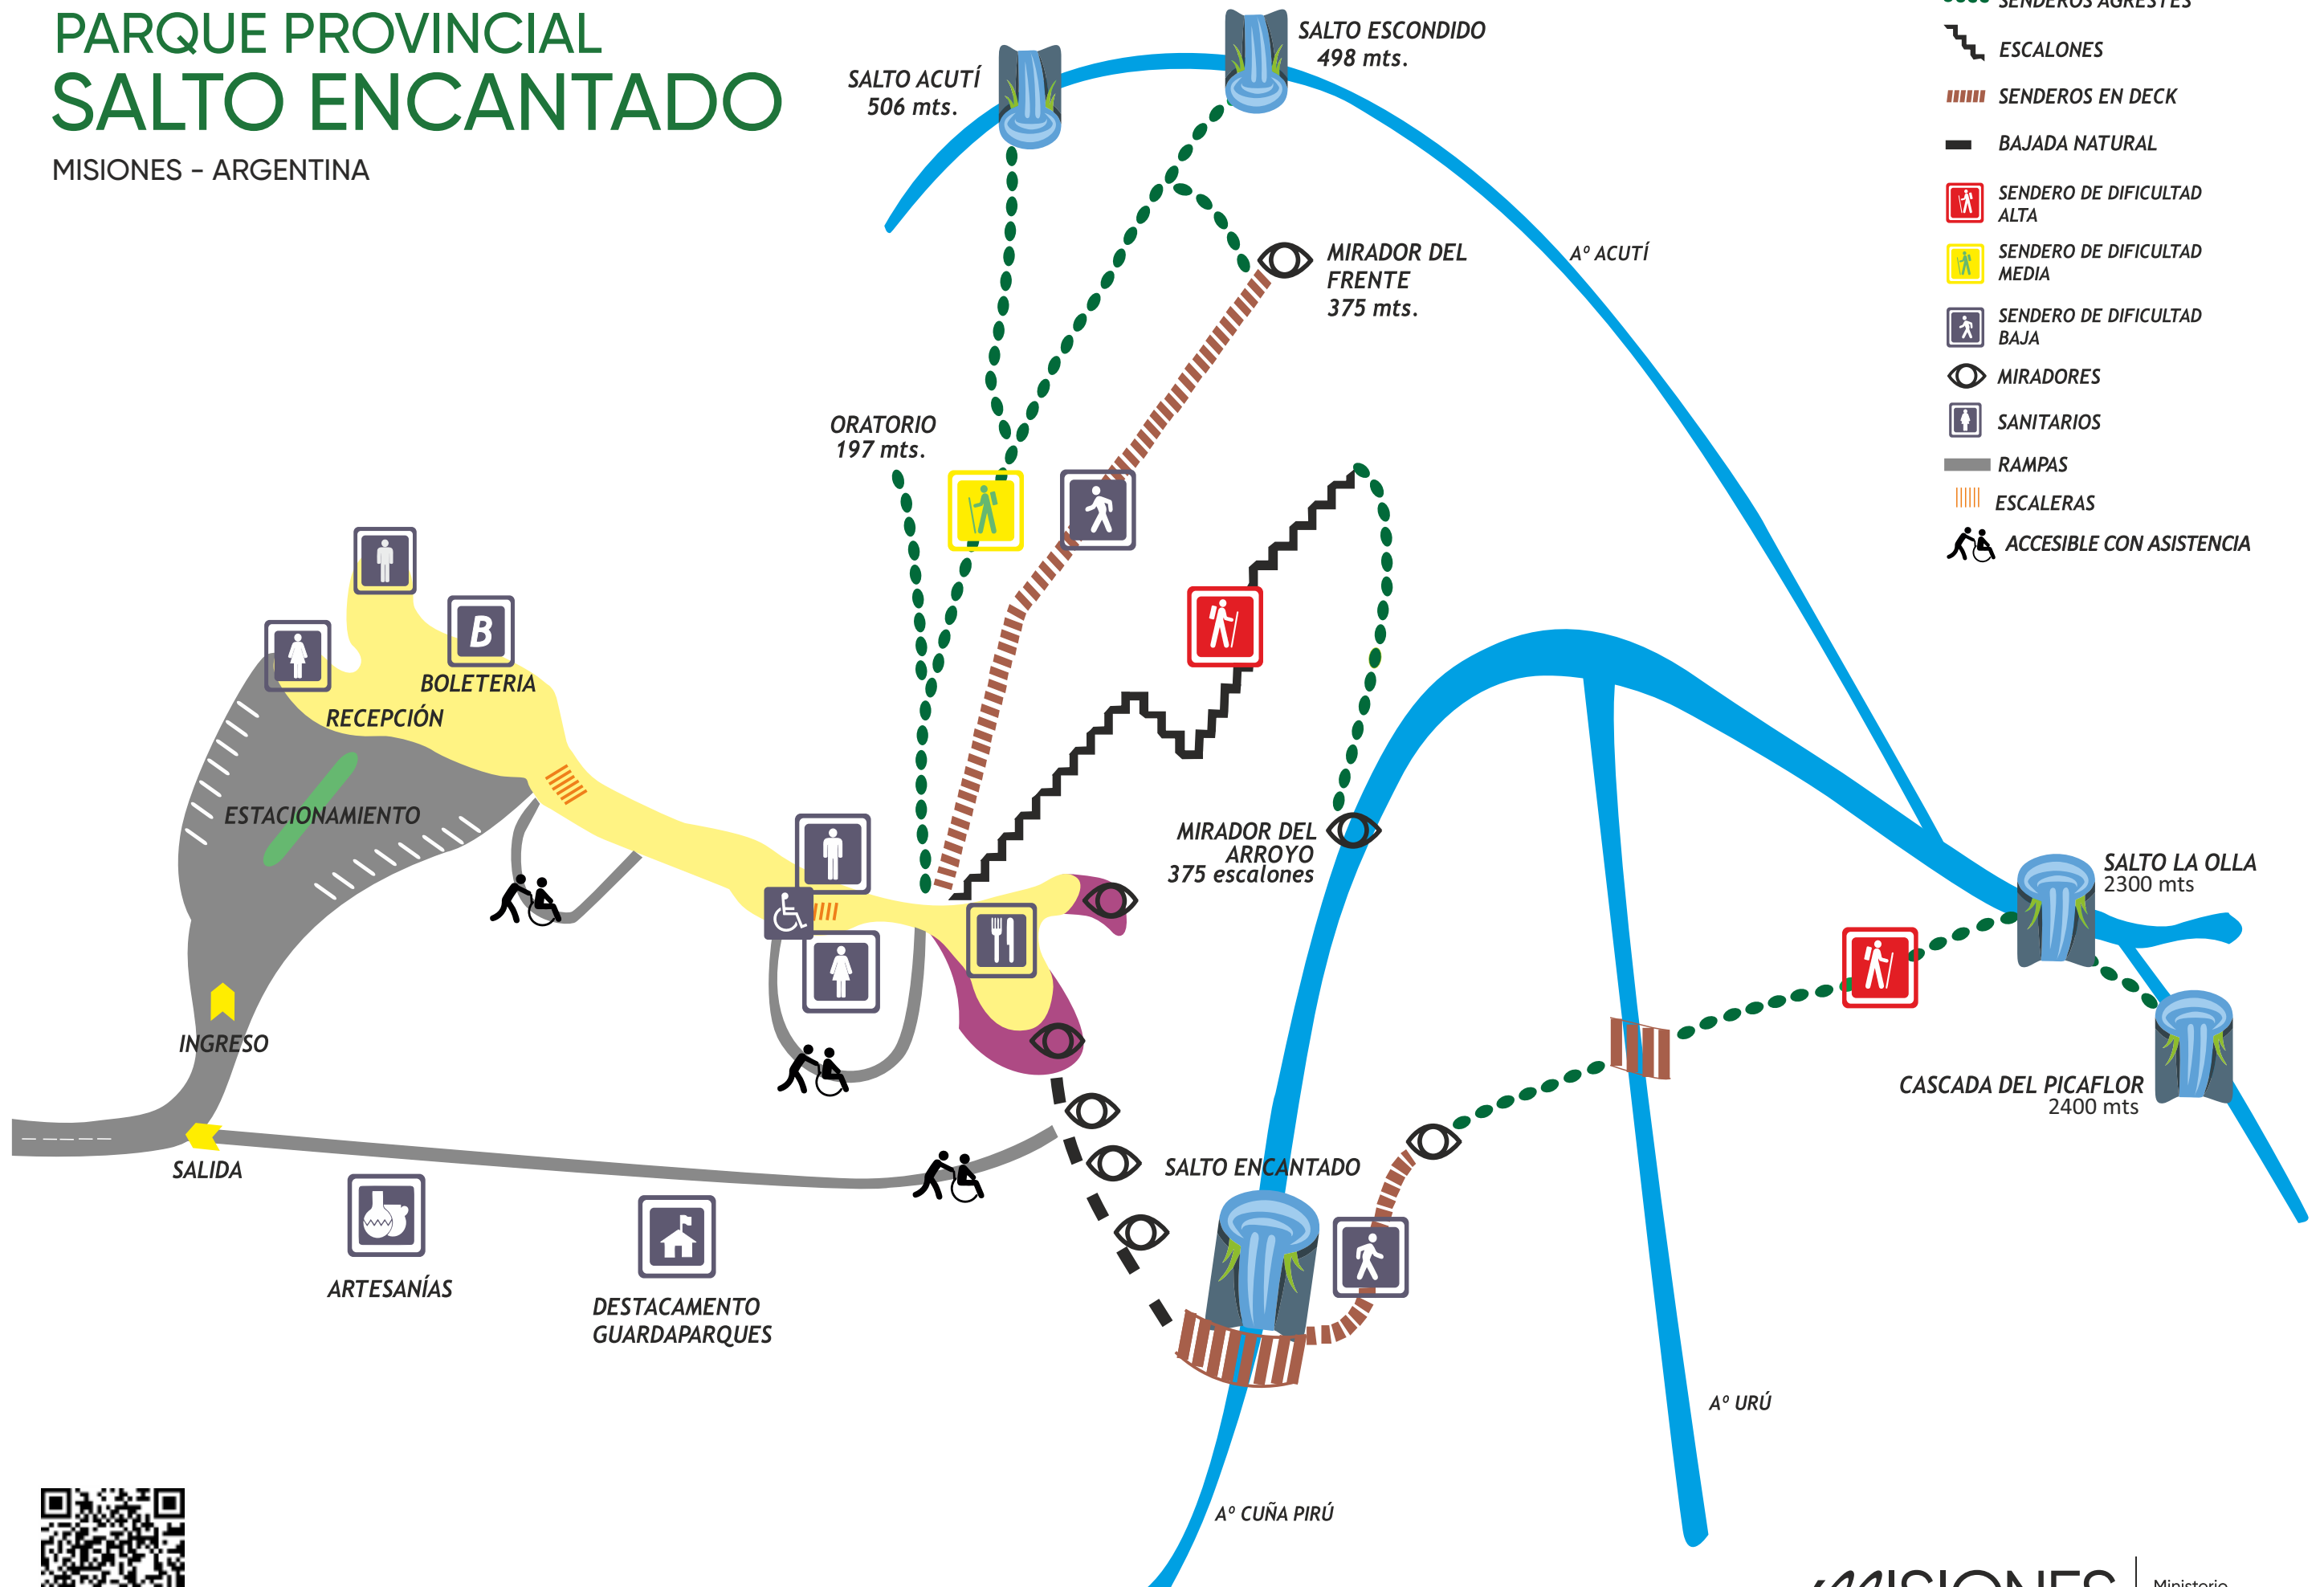 PARQUE PROVINCIAL
SALTO ENCANTADO
MISIONES - ARGENTINA
SALTO ACUTÍ
506 mts.
SALTO ESCONDIDO
498 mts.
SENDEROS AGRESTES
ESCALONES
SENDEROS EN DECK
BAJADA NATURAL
SENDERO DE DIFICULTAD
ALTA
SENDERO DE DIFICULTAD
MEDIA
SENDERO DE DIFICULTAD
BAJA
MIRADORES
SANITARIOS
RAMPAS
ESCALERAS
ACCESIBLE CON ASISTENCIA
Aº ACUTÍ
MIRADOR DEL
FRENTE
375 mts.
ORATORIO
197 mts.
B
BOLETERIA
RECEPCIÓN
ESTACIONAMIENTO
MIRADOR DEL
ARROYO
375 escalones
SALTO LA OLLA
2300 mts
INGRESO
CASCADA DEL PICAFLOR
2400 mts
SALIDA
SALTO ENCANTADO
ARTESANÍAS
DESTACAMENTO
GUARDAPARQUES
Aº URÚ
Aº CUÑA PIRÚ
MISIONES
Ministerio